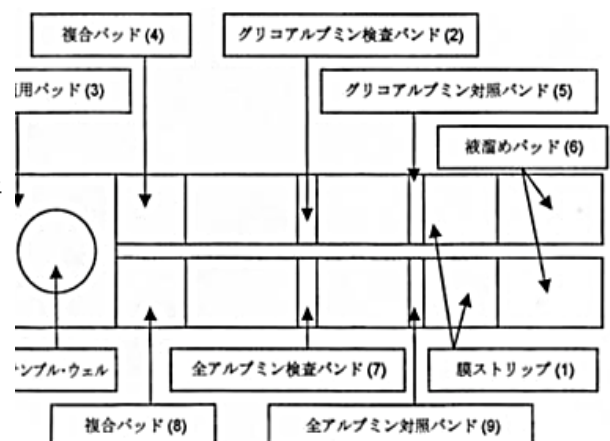 複合パッド (4)
グリコアルブミン検査バンド (2)
用パッド (3)
グリコアルブミン対照バンド (5)
液溜めパッド (6)
ンプル・ウェル
全アルブミン検査バンド (7)
膜ストリップ (1)
複合パッド (8)
全アルブミン対照バンド (9)